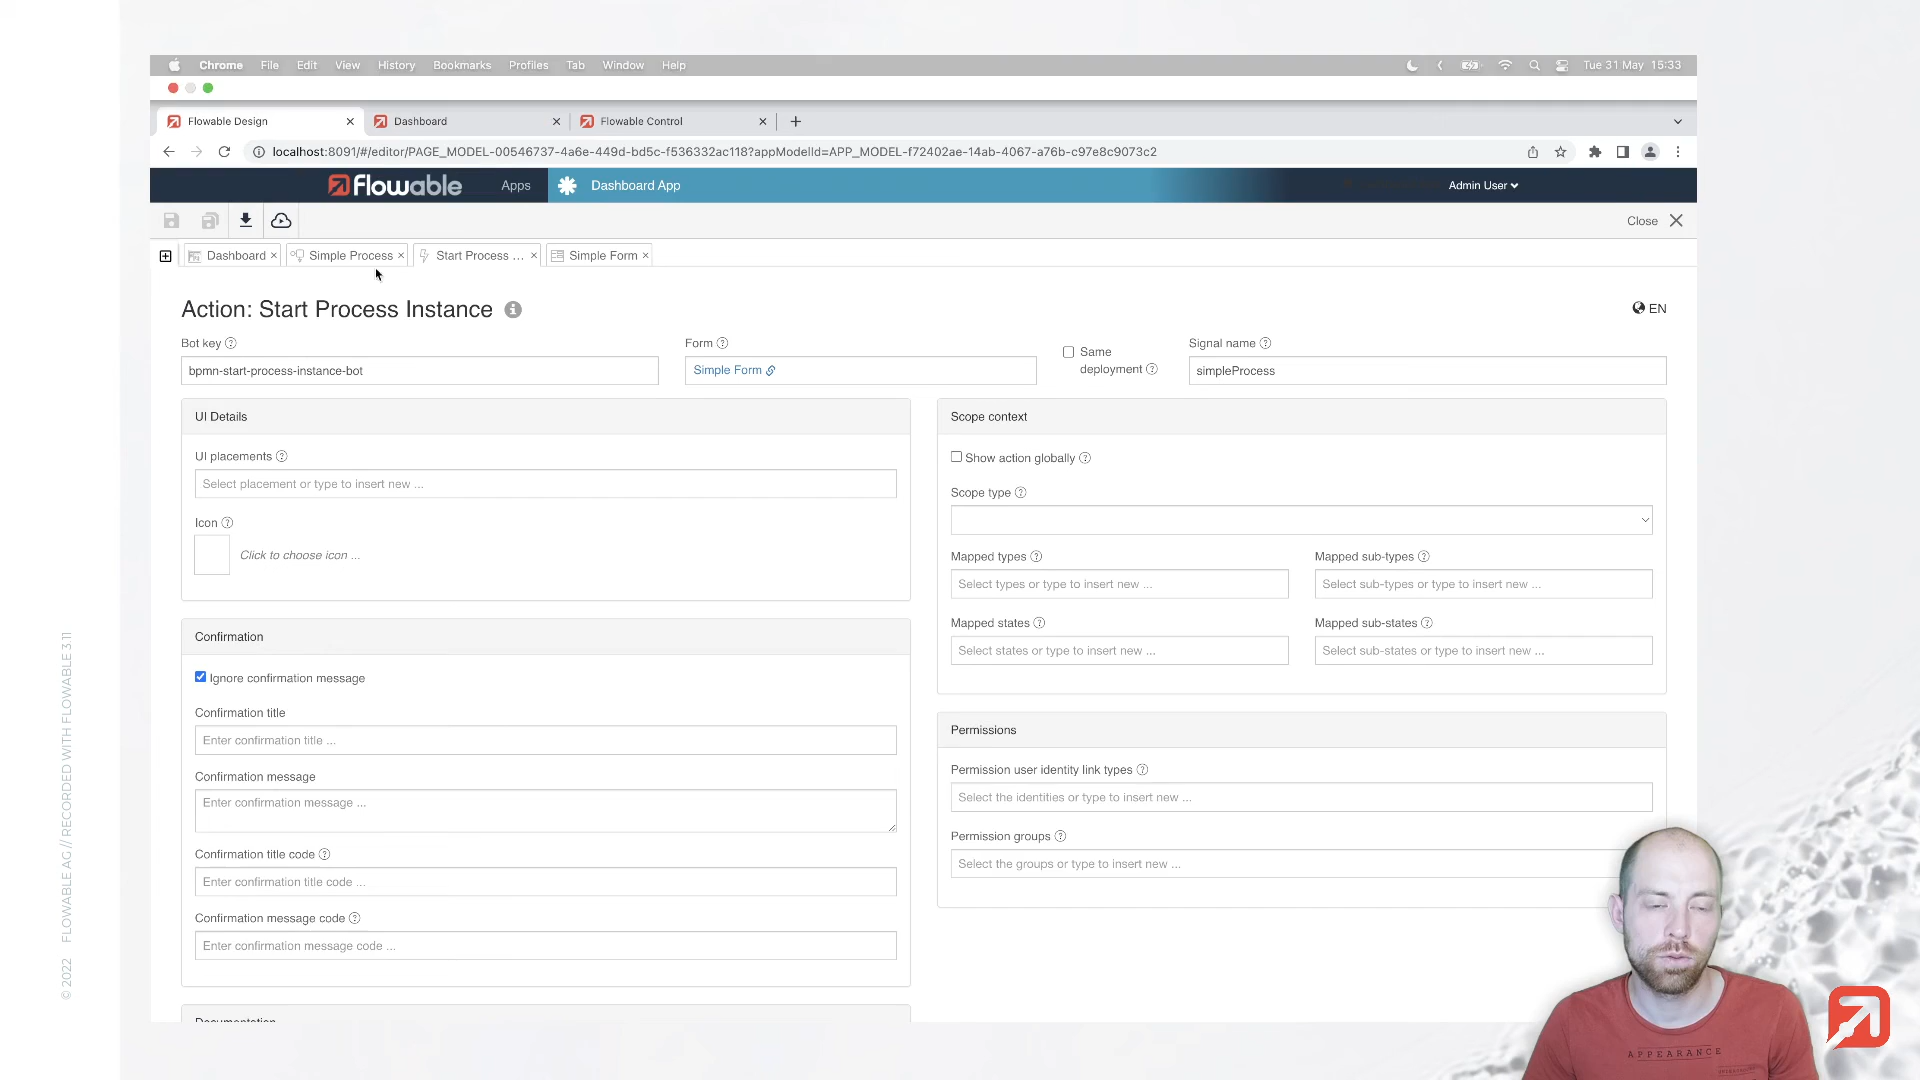 Chrome File Edit View History Bookmarks Profiles Tab Window Help Tue 31 May 15:33
Flowable Design Dashboard Flowable Control
localhost:8091/#/editor/PAGE_MODEL-00546737-4a6e-449d-bd5c-f536332ac118?appModelId=APP_MODEL-f72402ae-14ab-4067-a76b-c97e8c9073c2
flowable Apps Dashboard App Admin User
Close
Dashboard Simple Process Start Process ... Simple Form
Action: Start Process Instance
EN
Bot key Form Same deployment Signal name
bpmn-start-process-instance-bot Simple Form simpleProcess
UI Details
UI placements
Select placement or type to insert new ...
Icon
Click to choose icon ...
Confirmation
Ignore confirmation message
Confirmation title
Enter confirmation title ...
Confirmation message
Enter confirmation message ...
Confirmation title code
Enter confirmation title code ...
Confirmation message code
Enter confirmation message code ...
Documentation
Scope context
Show action globally
Scope type
Mapped types Mapped sub-types
Select types or type to insert new ... Select sub-types or type to insert new ...
Mapped states Mapped sub-states
Select states or type to insert new ... Select sub-states or type to insert new ...
Permissions
Permission user identity link types
Select the identities or type to insert new ...
Permission groups
Select the groups or type to insert new ...
© 2022 FLOWABLE AG // RECORDED WITH FLOWABLE 3.11
APPEARANCE